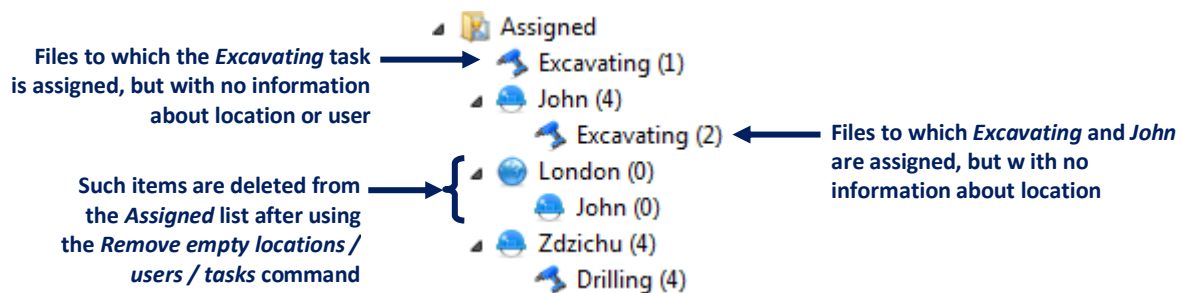 Assigned
Files to which the Excavating task
is assigned, but with no information
about location or user
Excavating (1)
John (4)
Excavating (2)
Files to which Excavating and John
are assigned, but w ith no
information about location
London (0)
John (0)
Such items are deleted from
the Assigned list after using
the Remove empty locations /
users / tasks command
Zdzichu (4)
Drilling (4)